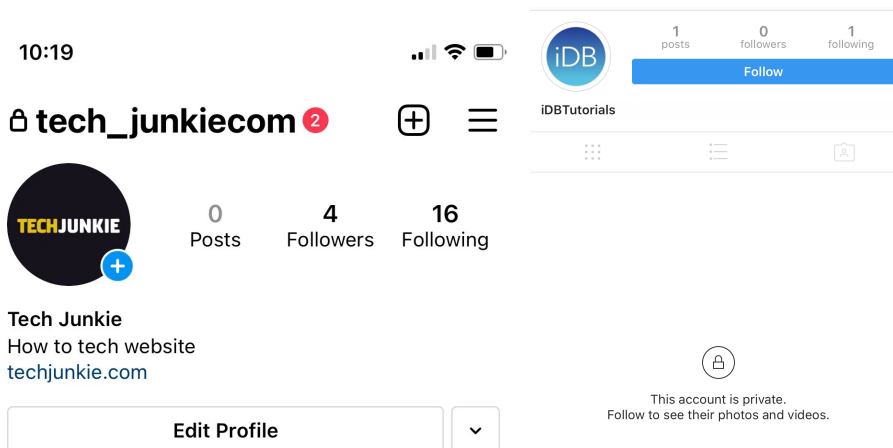 10:19
tech_junkiecom 2
TECHJUNKIE
0 4 16
Posts Followers Following
Tech Junkie
How to tech website
techjunkie.com
Edit Profile
iDB
1 0 1
posts followers following
Follow
iDBTutorials
This account is private.
Follow to see their photos and videos.